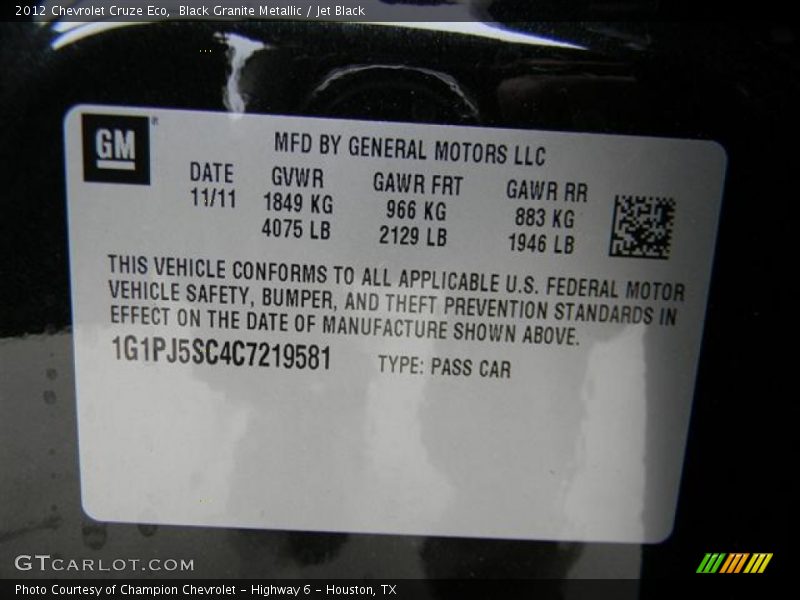 2012 Chevrolet Cruze Eco,  Black Granite Metallic / Jet Black
GM®
MFD BY GENERAL MOTORS LLC
DATE GVWR GAWR FRT GAWR RR
11/11 1849 KG 966 KG 883 KG
4075 LB 2129 LB 1946 LB
THIS VEHICLE CONFORMS TO ALL APPLICABLE U.S. FEDERAL MOTOR
VEHICLE SAFETY, BUMPER, AND THEFT PREVENTION STANDARDS IN
EFFECT ON THE DATE OF MANUFACTURE SHOWN ABOVE.
1G1PJ5SC4C7219581 TYPE: PASS CAR
GTCARLOT.COM
Photo Courtesy of Champion Chevrolet - Highway 6 - Houston, TX